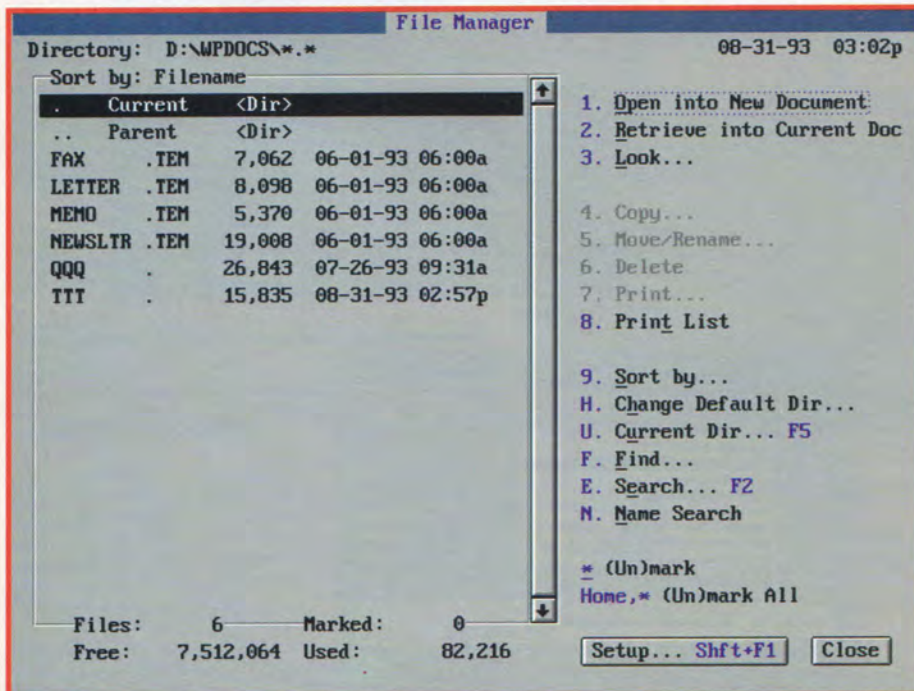 File Manager
Directory: D:\WPDOCS\*.* 08-31-93 03:02p
Sort by: Filename
. Current <Dir>
.. Parent <Dir>
FAX .TEM 7,062 06-01-93 06:00a
LETTER .TEM 8,098 06-01-93 06:00a
MEMO .TEM 5,370 06-01-93 06:00a
NEWSLTR .TEM 19,008 06-01-93 06:00a
QQQ . 26,843 07-26-93 09:31a
TTT . 15,835 08-31-93 02:57p
Files: 6 Marked: 0
Free: 7,512,064 Used: 82,216
1. Open into New Document
2. Retrieve into Current Doc
3. Look...
4. Copy...
5. Move/Rename...
6. Delete
7. Print...
8. Print List
9. Sort by...
H. Change Default Dir...
U. Current Dir... F5
F. Find...
E. Search... F2
N. Name Search
* (Un)mark
Home,* (Un)mark All
Setup... Shft+F1 Close